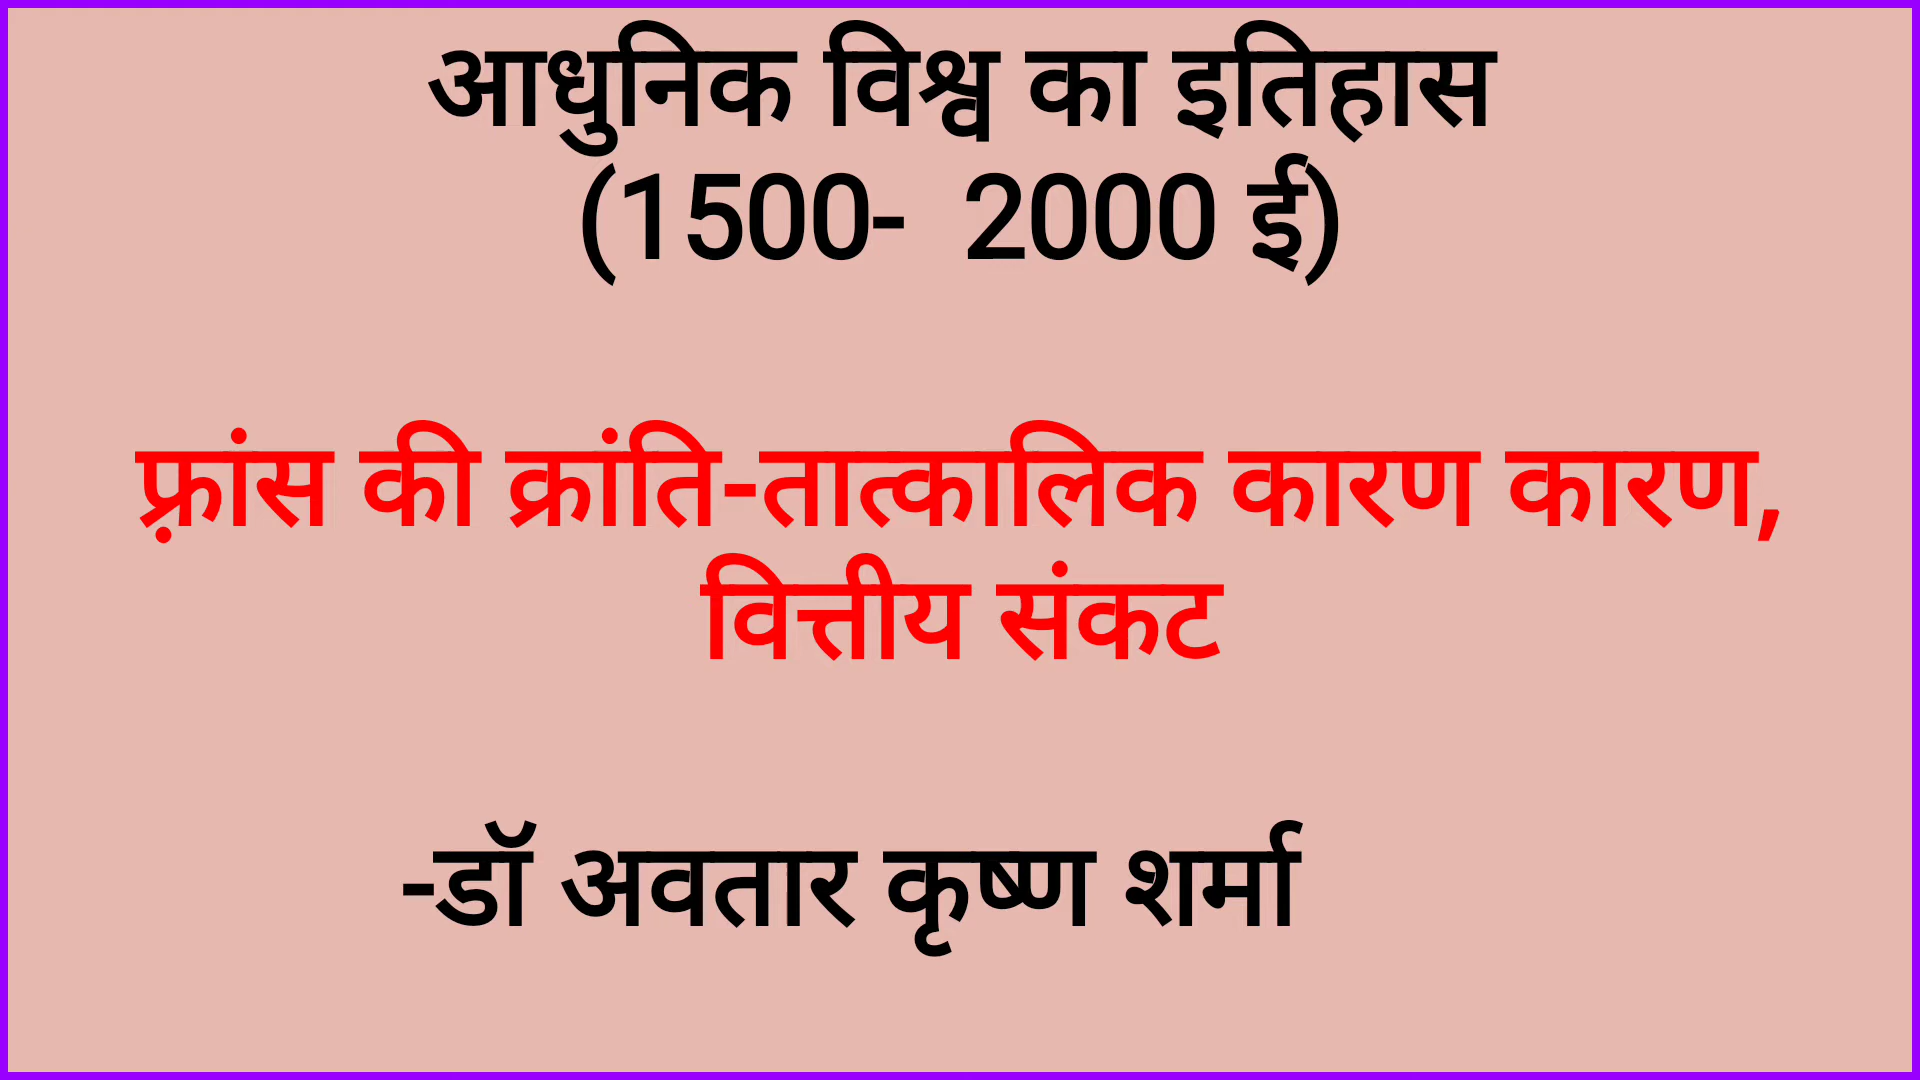 आधुनिक विश्व का इतिहास
(1500-  2000 ई)
फ़्रांस की क्रांति-तात्कालिक कारण कारण,
वित्तीय संकट
-डॉ अवतार कृष्ण शर्मा